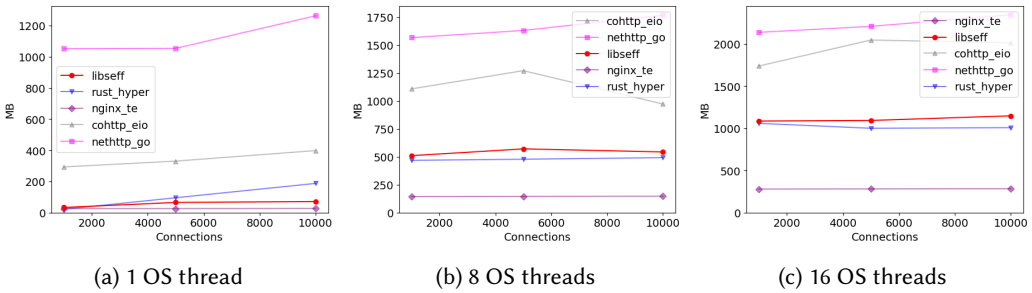 1200
1000
800
600
400
200
0
MB
libseff
rust_hyper
nginx_te
cohttp_eio
nethttp_go
2000 4000 6000 8000 10000
Connections
(a) 1 OS thread
1750
1500
1250
1000
750
500
250
0
MB
cohttp_eio
nethttp_go
libseff
nginx_te
rust_hyper
2000 4000 6000 8000 10000
Connections
(b) 8 OS threads
2000
1500
1000
500
0
MB
nginx_te
libseff
cohttp_eio
nethttp_go
rust_hyper
2000 4000 6000 8000 10000
Connections
(c) 16 OS threads